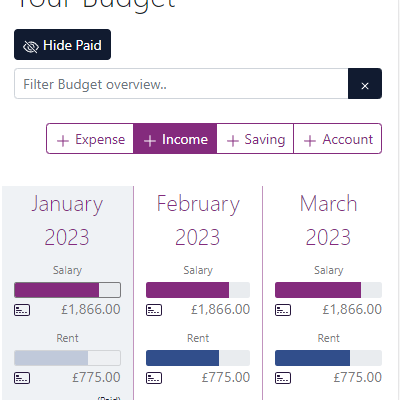 Your Budget
Hide Paid
Filter Budget overview..
×
+ Expense + Income + Saving + Account
January 2023
Salary
£1,866.00
Rent
£775.00
(Paid)
February 2023
Salary
£1,866.00
Rent
£775.00
March 2023
Salary
£1,866.00
Rent
£775.00